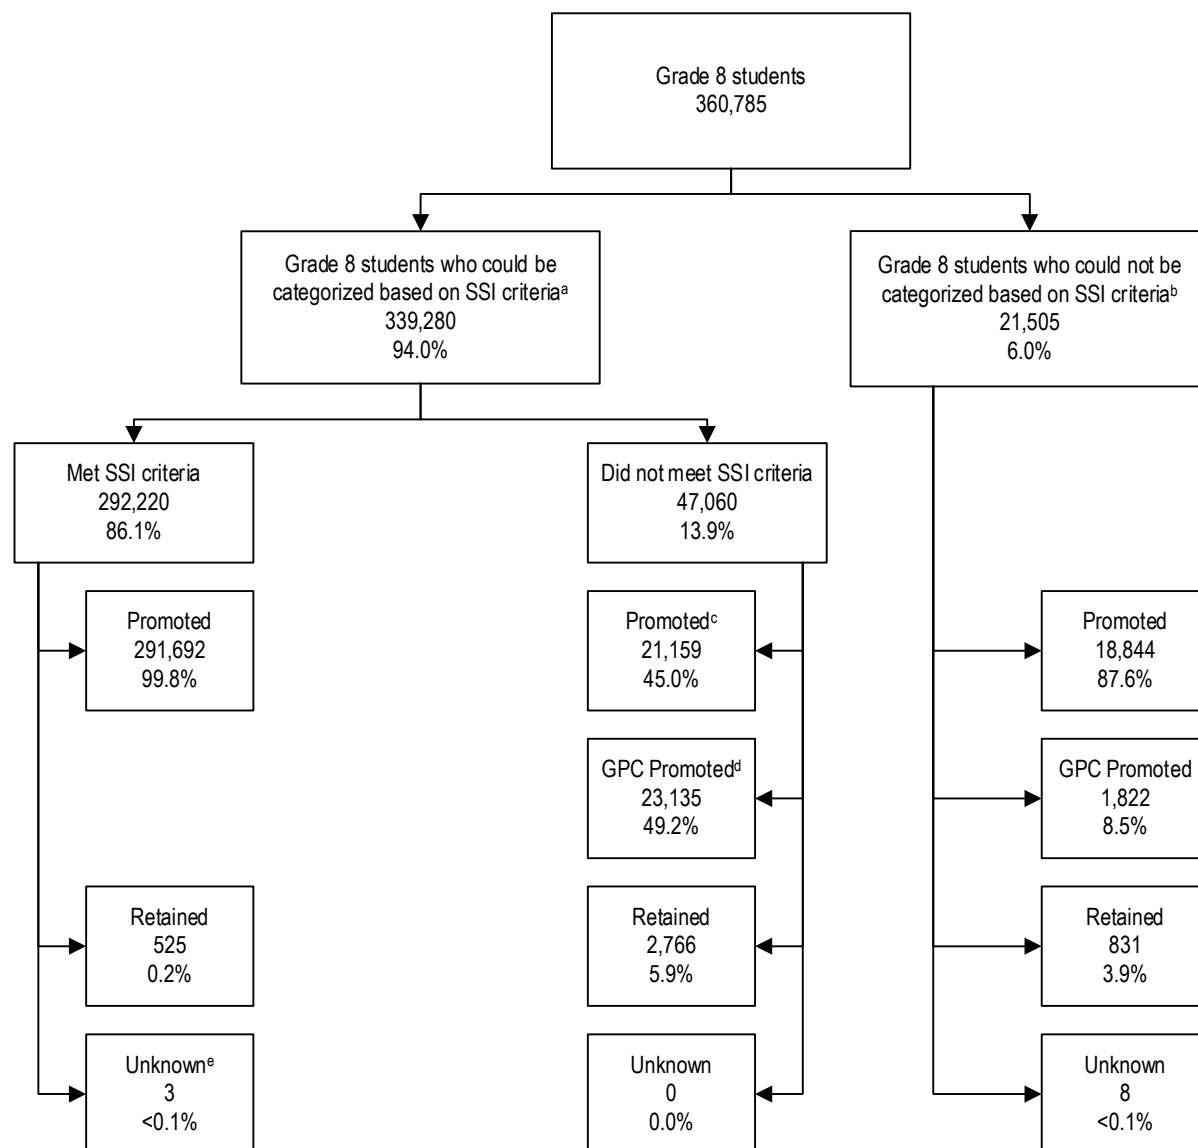 Grade 8 students
360,785
Grade 8 students who could be
categorized based on SSI criteriaᵃ
339,280
94.0%
Grade 8 students who could not be
categorized based on SSI criteriaᵇ
21,505
6.0%
Met SSI criteria
292,220
86.1%
Did not meet SSI criteria
47,060
13.9%
Promoted
291,692
99.8%
Promotedᶜ
21,159
45.0%
Promoted
18,844
87.6%
GPC Promotedᵈ
23,135
49.2%
GPC Promoted
1,822
8.5%
Retained
525
0.2%
Retained
2,766
5.9%
Retained
831
3.9%
Unknownᵉ
3
<0.1%
Unknown
0
0.0%
Unknown
8
<0.1%